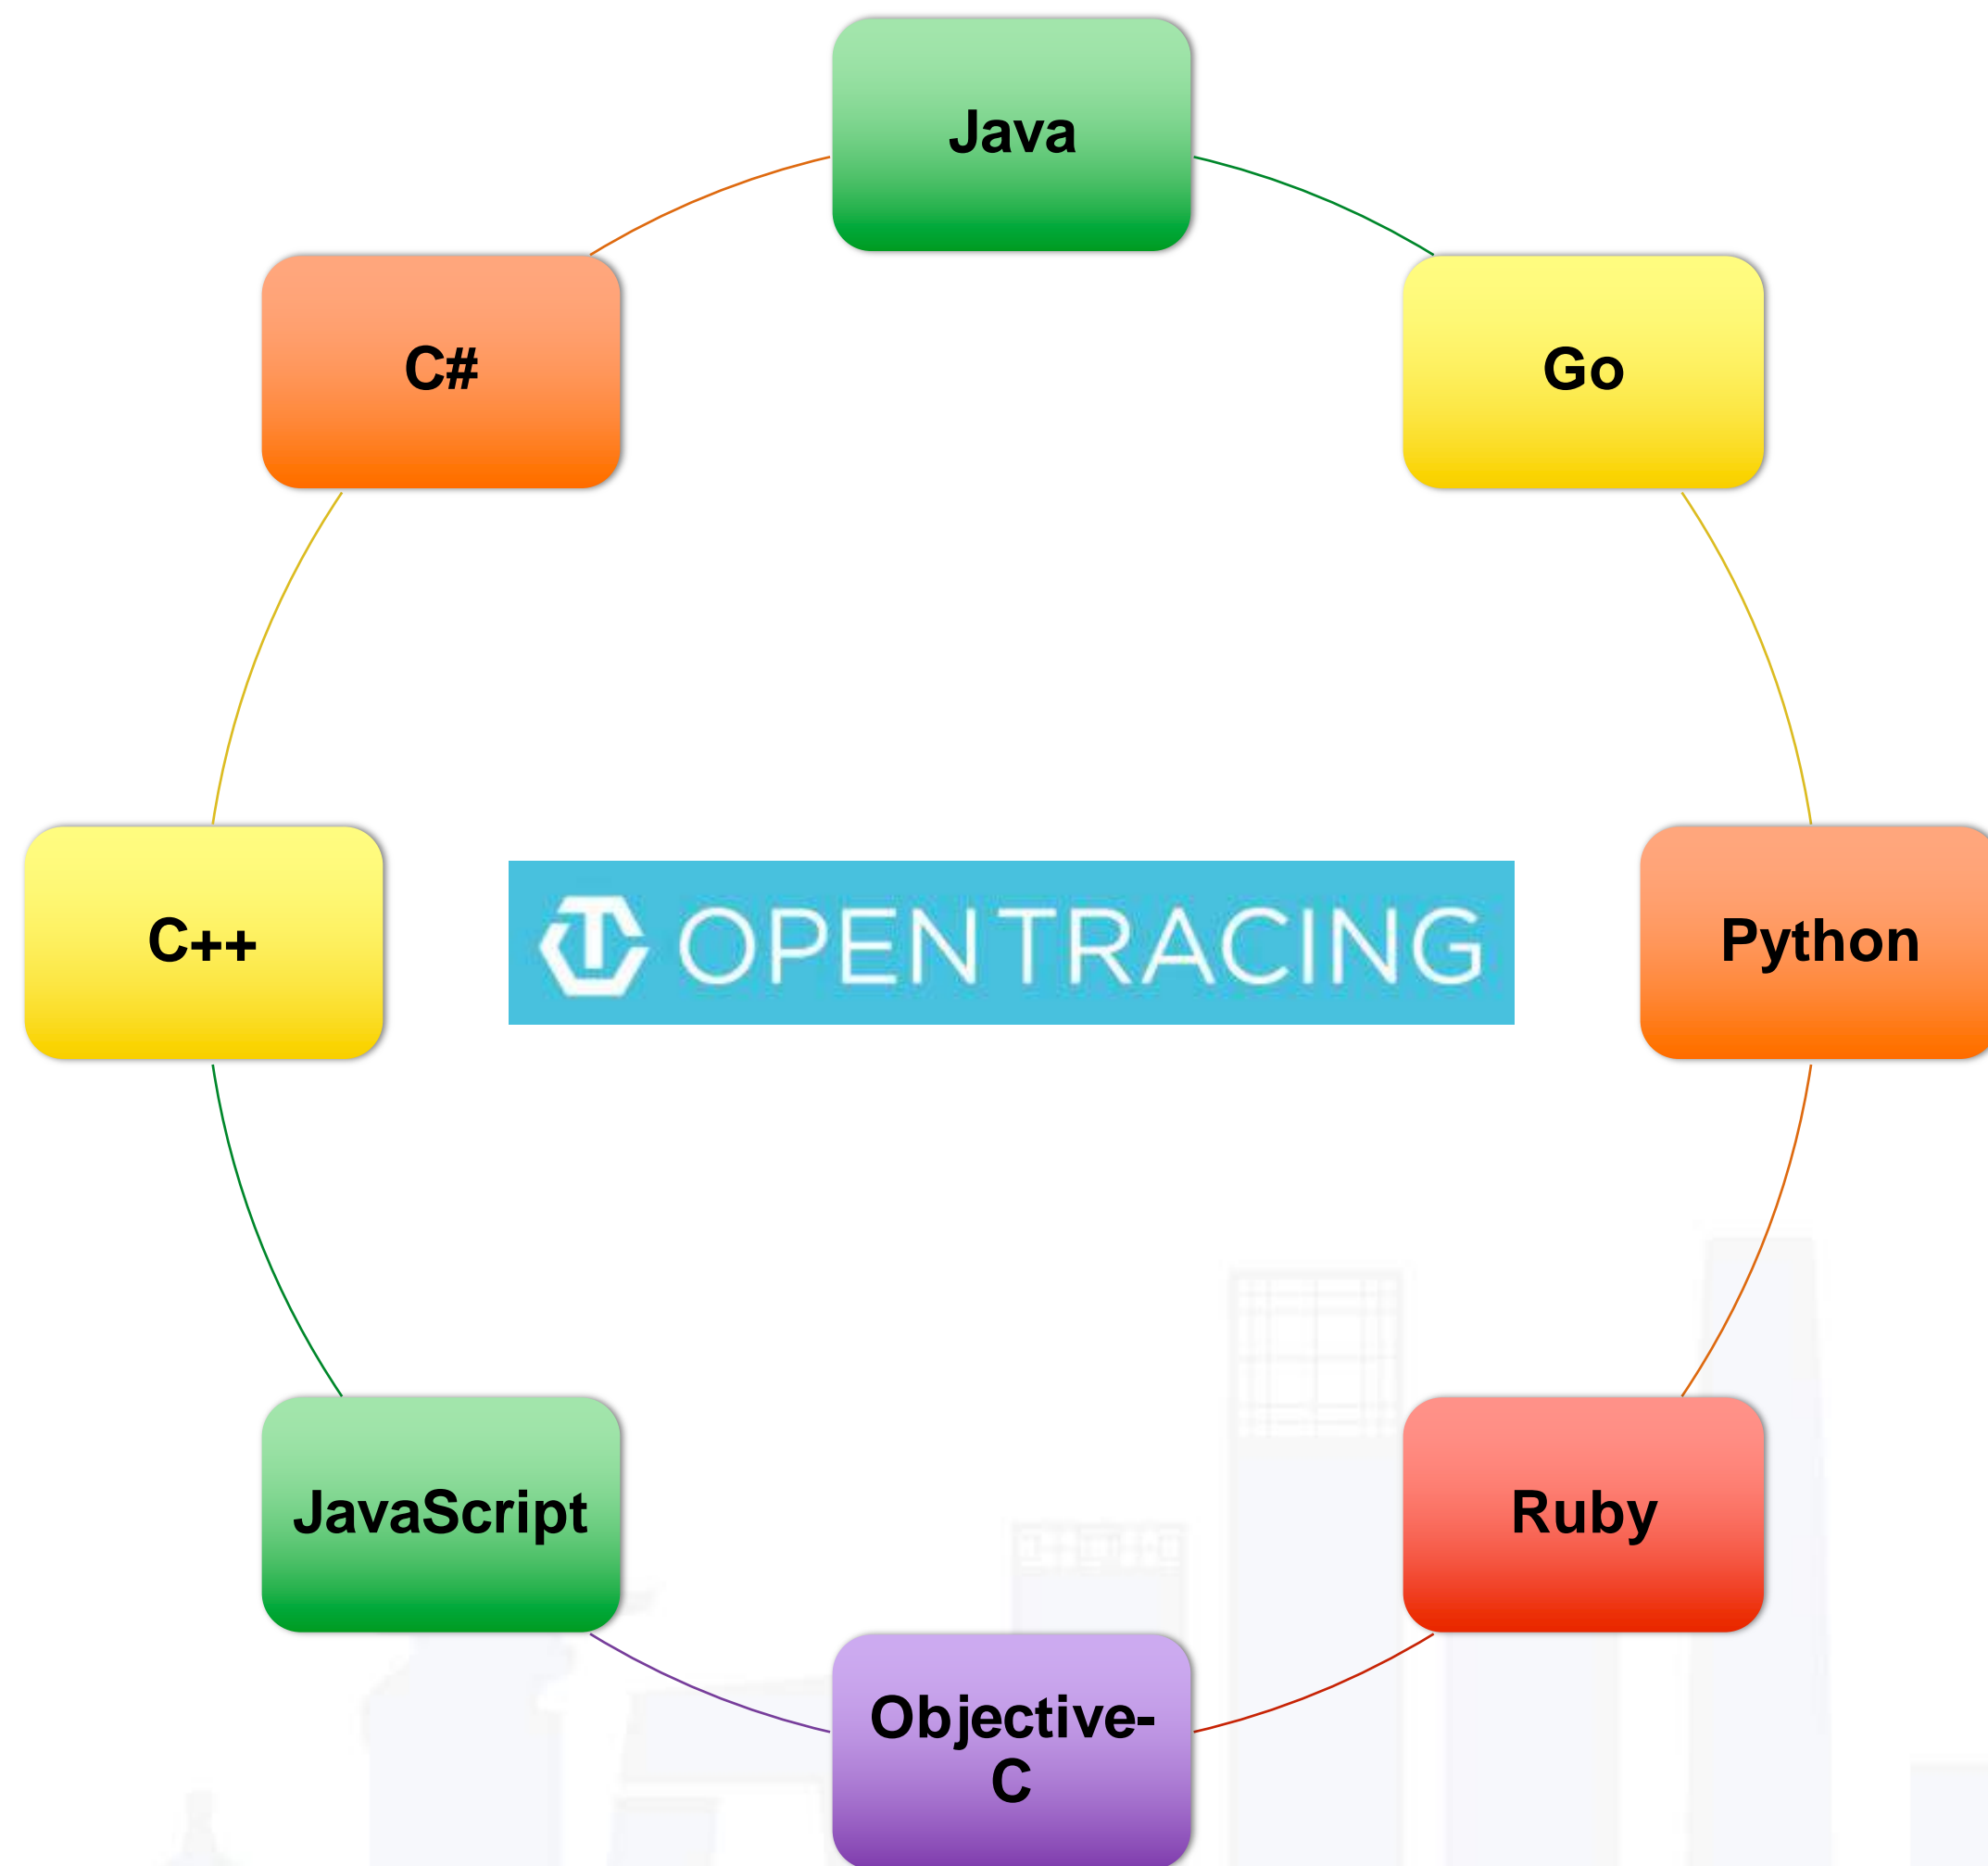 Java
C#
Go
C++
OPENTRACING
Python
JavaScript
Ruby
Objective-
C